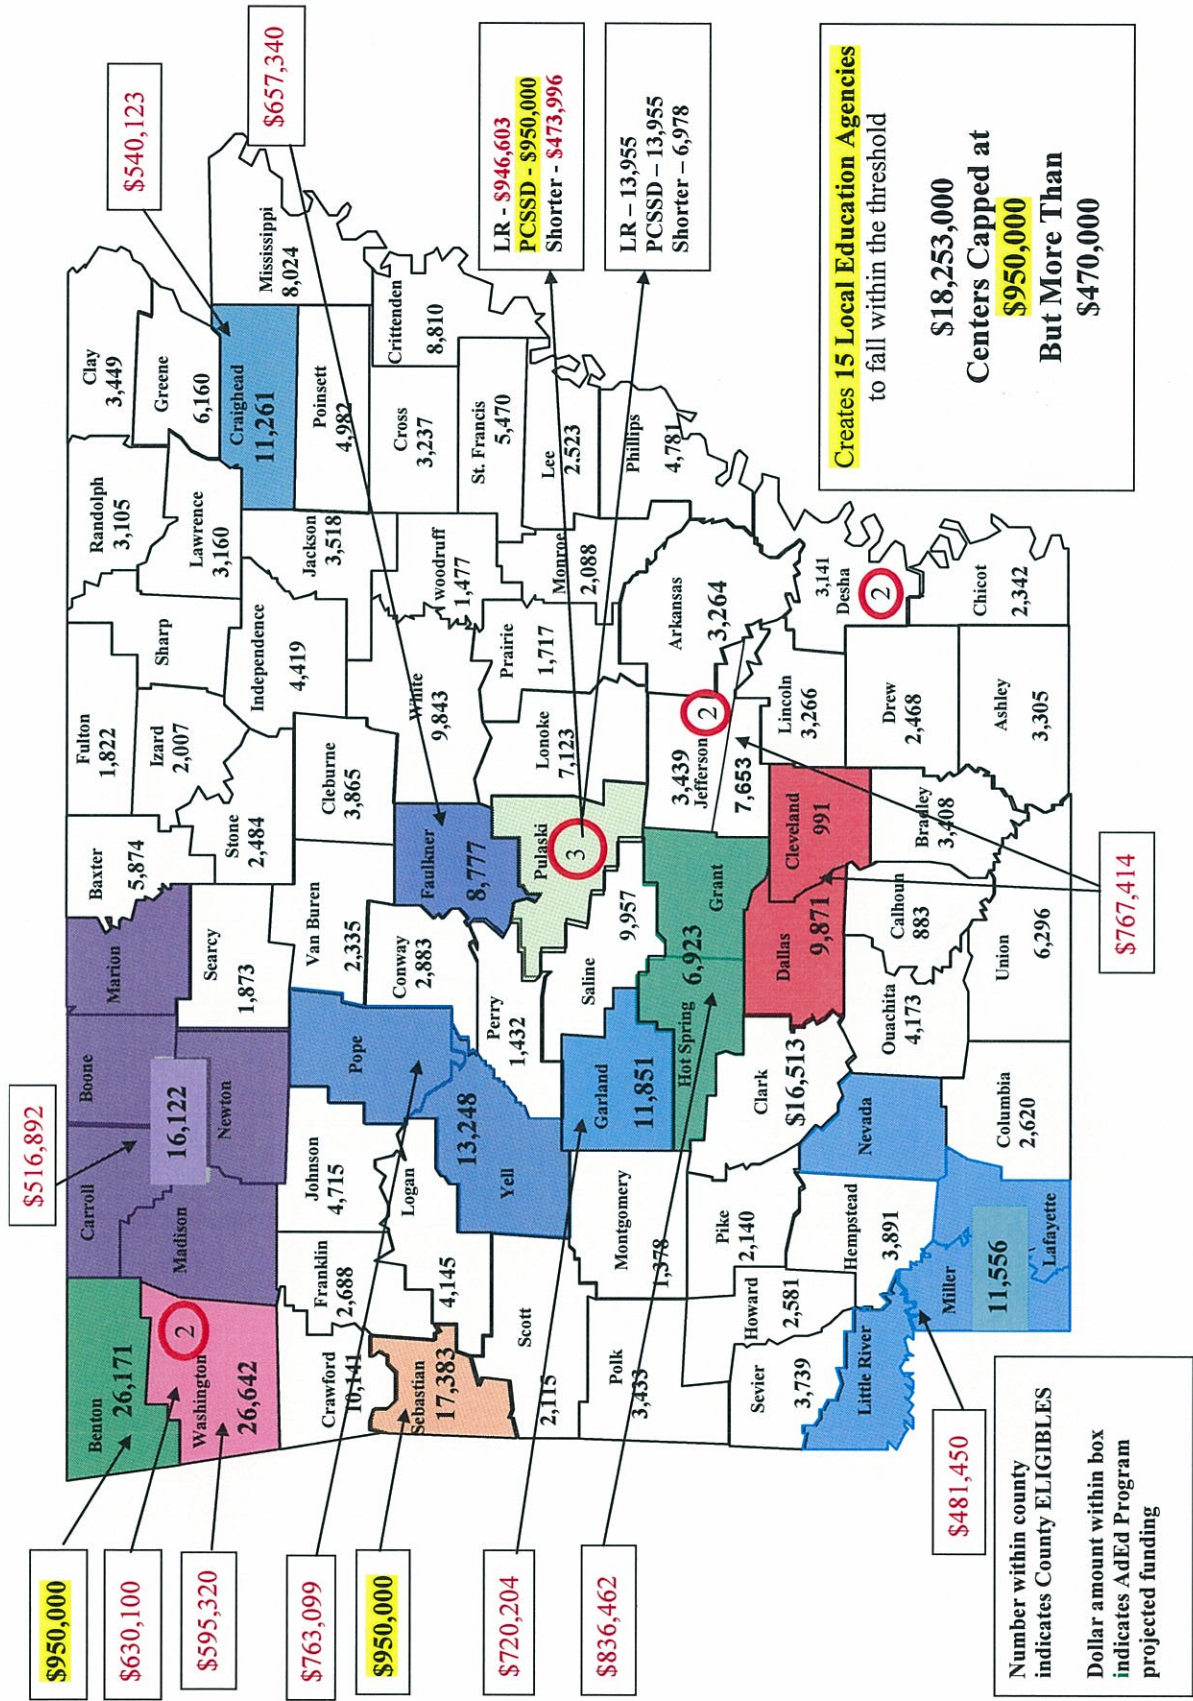 $516,892
$540,123
$657,340
LR - $946,603
PCSSD - $950,000
Shorter - $473,996
LR – 13,955
PCSSD – 13,955
Shorter – 6,978
Creates 15 Local Education Agencies
to fall within the threshold
$18,253,000
Centers Capped at
$950,000
But More Than
$470,000
$950,000
$630,100
$595,320
$763,099
$950,000
$720,204
$836,462
$481,450
$767,414
Number within county
indicates County ELIGIBLES
Dollar amount within box
indicates AdEd Program
projected funding
Benton
26,171
Washington
2
26,642
Carroll
Boone
Marion
Madison
16,122
Newton
Baxter
5,874
Fulton
1,822
Izard
2,007
Sharp
Randolph
3,105
Clay
3,449
Greene
6,160
Lawrence
3,160
Craighead
11,261
Mississippi
8,024
Searcy
1,873
Stone
2,484
Independence
4,419
Jackson
3,518
Poinsett
4,982
Crawford
10,141
Franklin
2,688
Johnson
4,715
Pope
Van Buren
2,335
Cleburne
3,865
White
9,843
Woodruff
1,477
Cross
3,237
Crittenden
8,810
Sebastian
17,383
Logan
4,145
Yell
13,248
Conway
2,883
Faulkner
8,777
Perry
1,432
Pulaski
3
Lonoke
7,123
Prairie
1,717
Monroe
2,088
St. Francis
5,470
Lee
2.523
Phillips
4,781
Scott
2,115
Polk
3,433
Montgomery
1,378
Garland
11,851
Saline
9,957
Hot Spring
6,923
Grant
3,439
Jefferson
2
7,653
Arkansas
3,264
Sevier
3,739
Howard
2,581
Pike
2,140
Clark
$16,513
Dallas
9,871
Cleveland
991
Lincoln
3,266
3,141
Desha
2
Little River
Hempstead
3,891
Nevada
Ouachita
4,173
Calhoun
883
Bradley
3,408
Drew
2,468
Miller
11,556
Lafayette
Columbia
2,620
Union
6,296
Ashley
3,305
Chicot
2,342